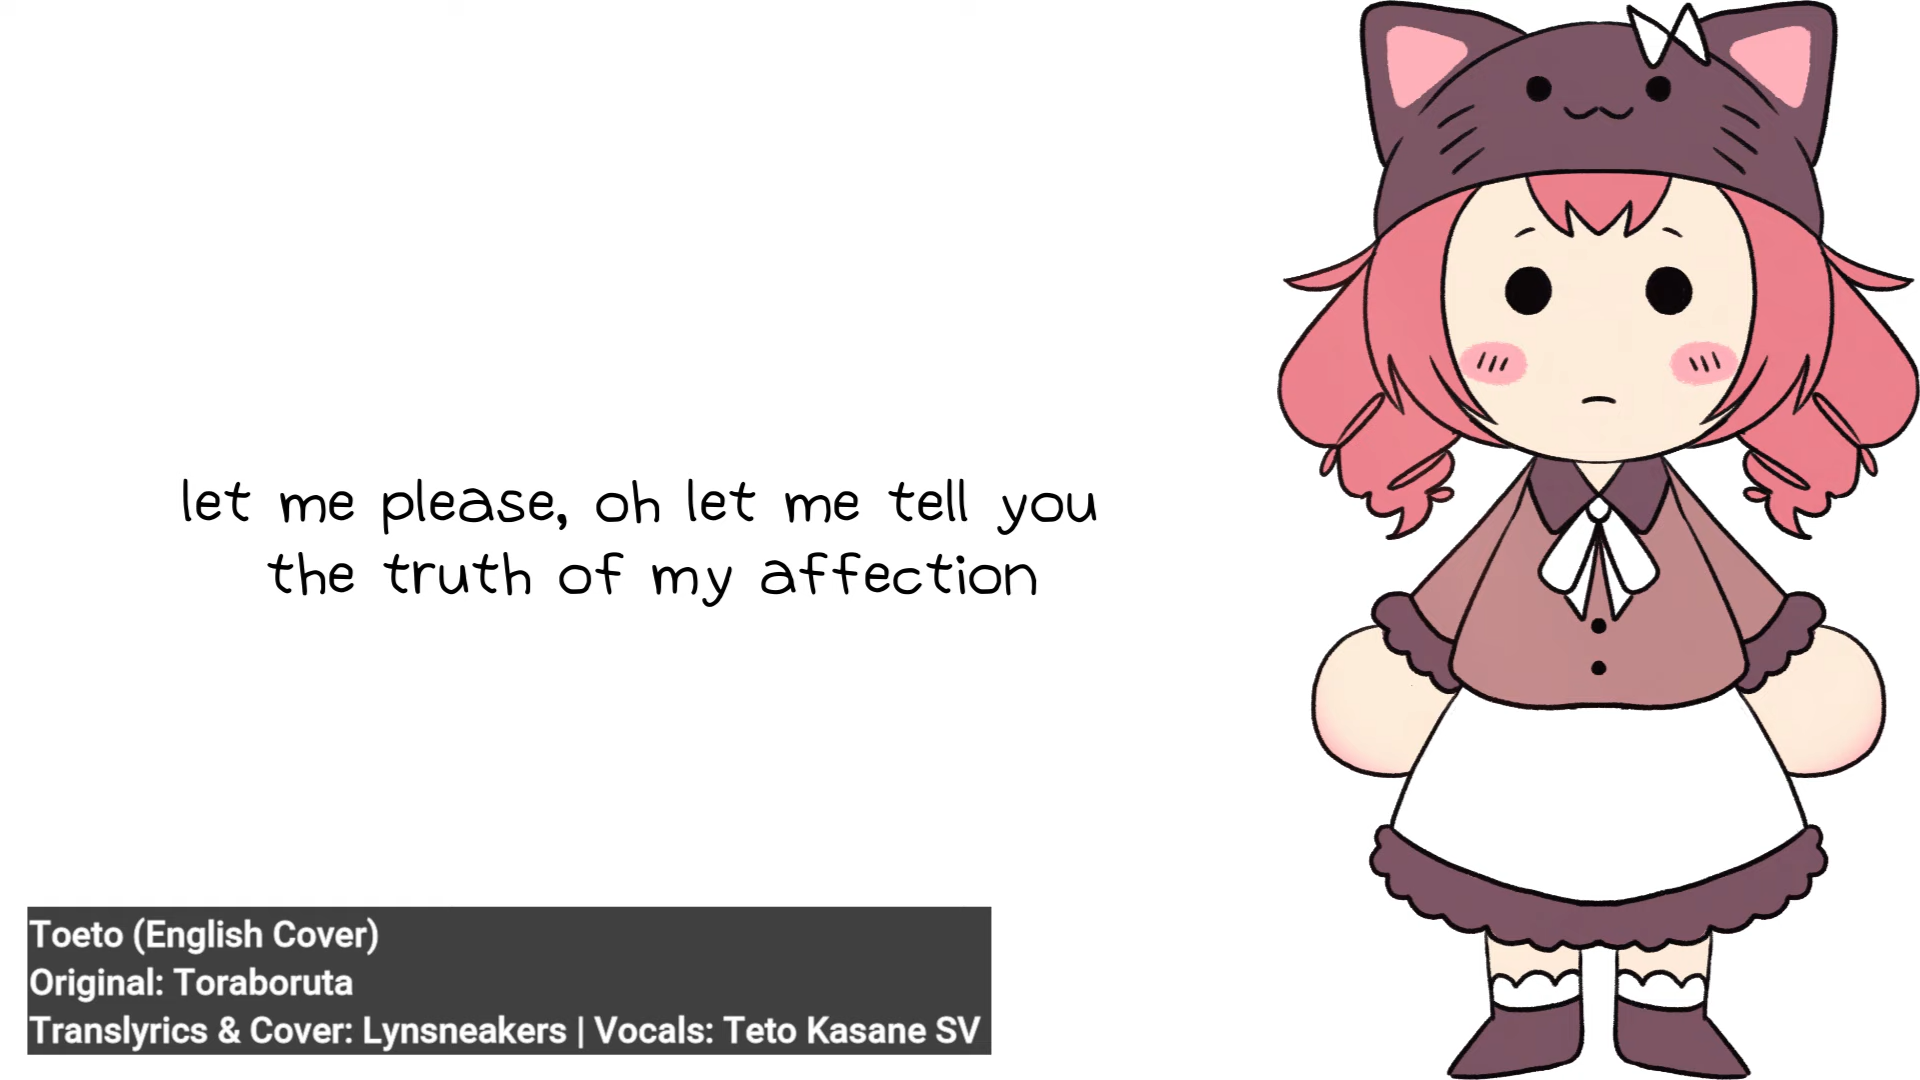 let me please, oh let me tell you
the truth of my affection
Toeto (English Cover)
Original: Toraboruta
Translyrics & Cover: Lynsneakers | Vocals: Teto Kasane SV